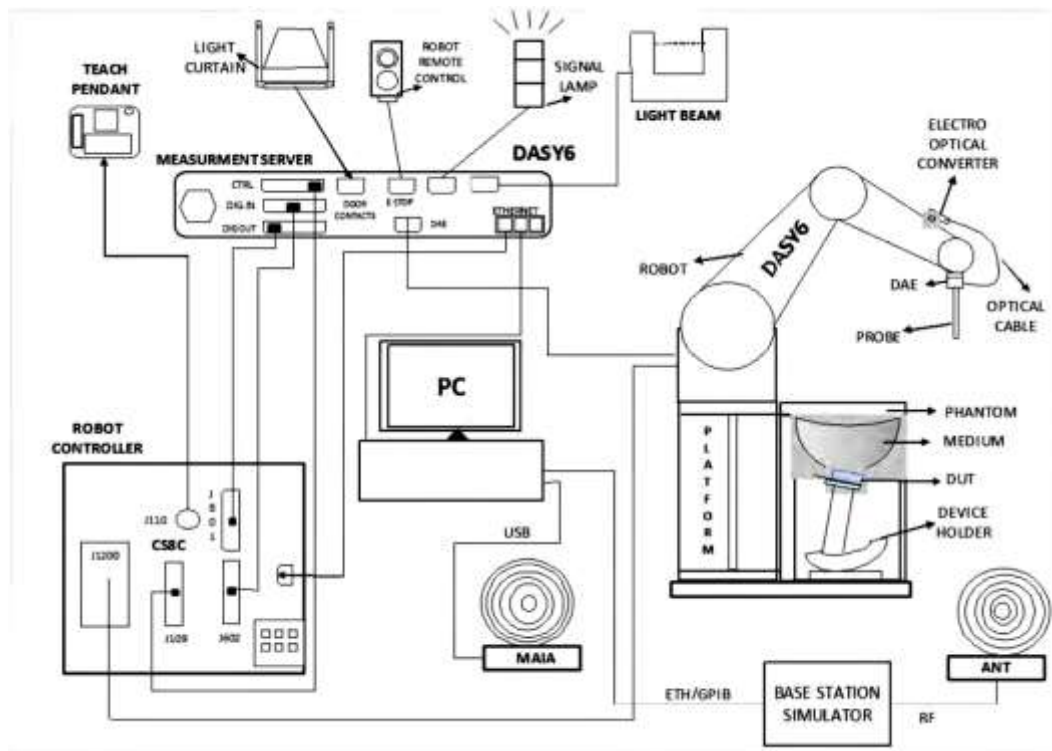 LIGHT
CURTAIN
ROBOT
REMOTE
CONTROL
SIGNAL
LAMP
LIGHT BEAM
TEACH
PENDANT
MEASURMENT SERVER
DASY6
CTRL
DIG.IN
DIGOUT
DOOR
CONTACTS
E-STOP
DAE
ETHERNET
ELECTRO
OPTICAL
CONVERTER
ROBOT
DASY6
DAE
OPTICAL
CABLE
PROBE
PC
PLATFORM
PHANTOM
MEDIUM
DUT
DEVICE
HOLDER
ROBOT
CONTROLLER
J110
CS8C
J1200
J109
J602
USB
MAIA
ANT
ETH/GPIB
BASE STATION
SIMULATOR
RF